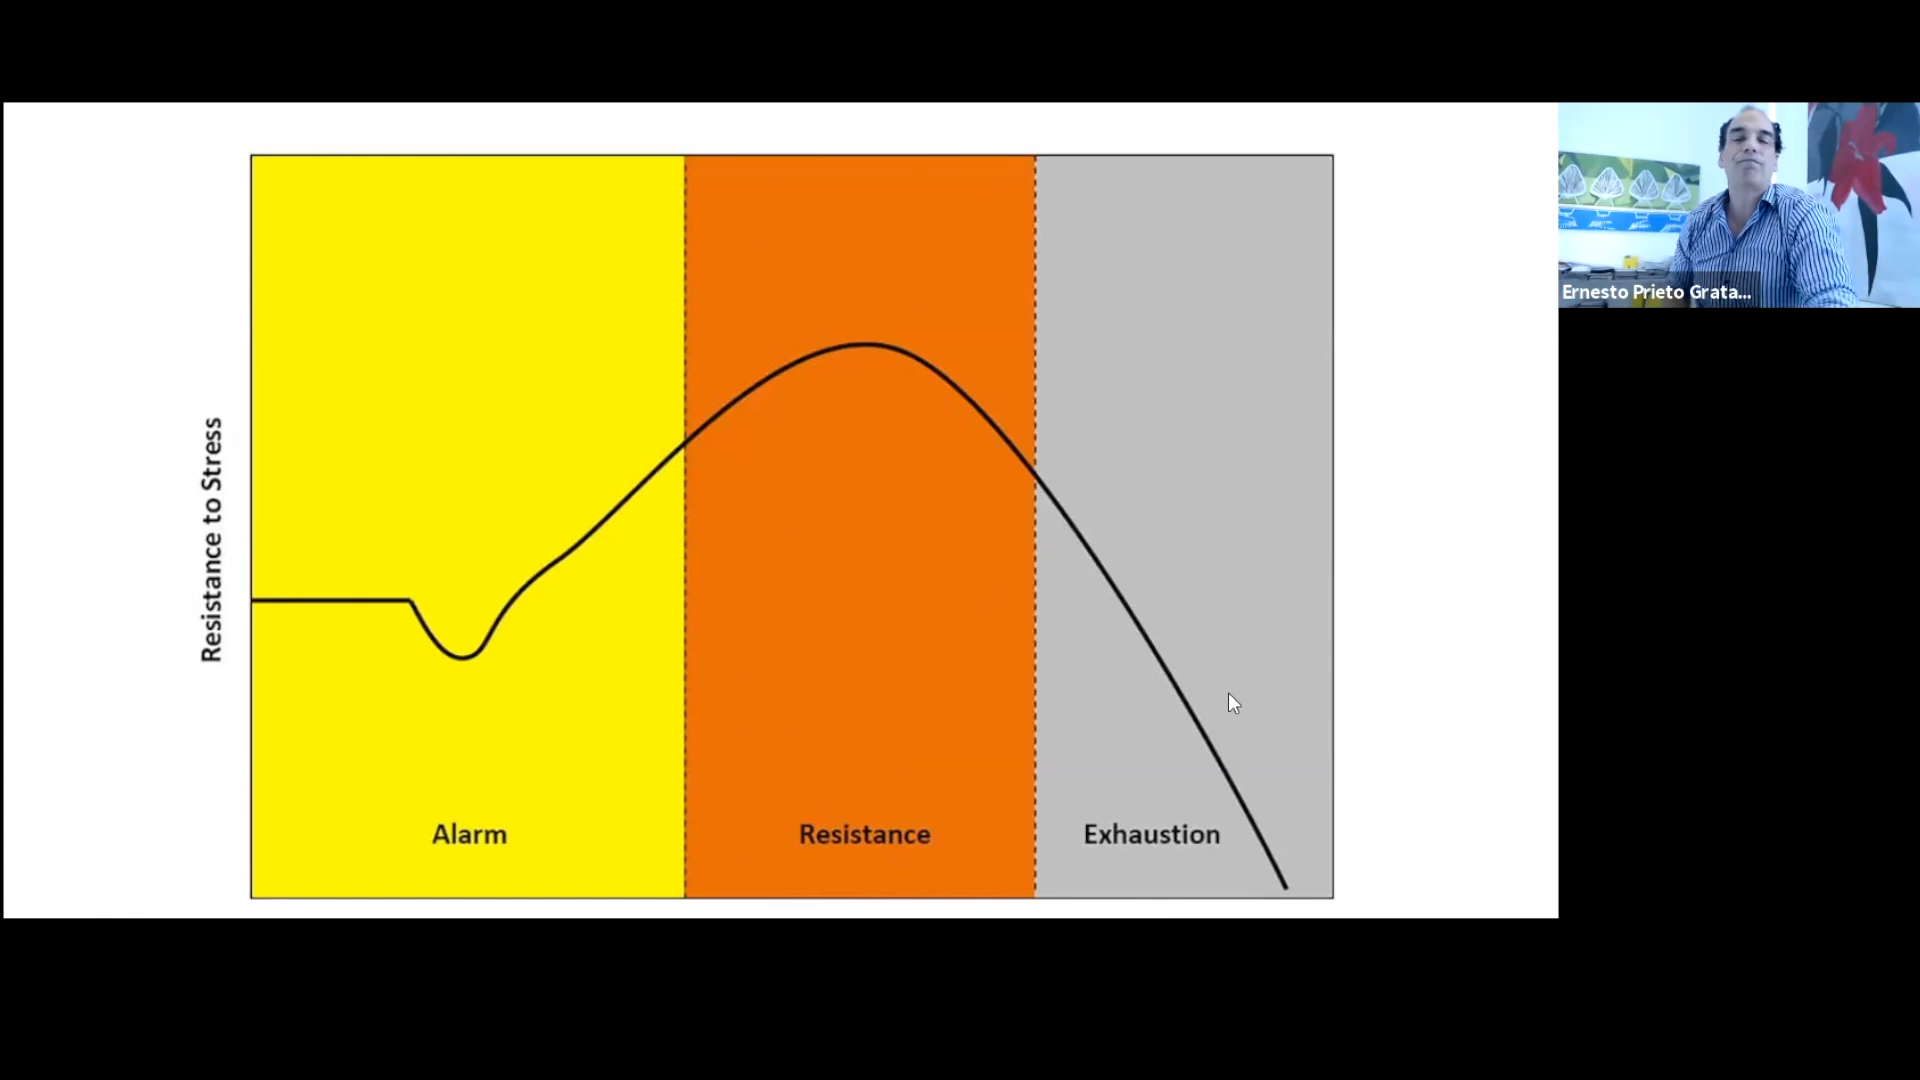 Resistance to Stress
Alarm
Resistance
Exhaustion
Ernesto Prieto Grata...